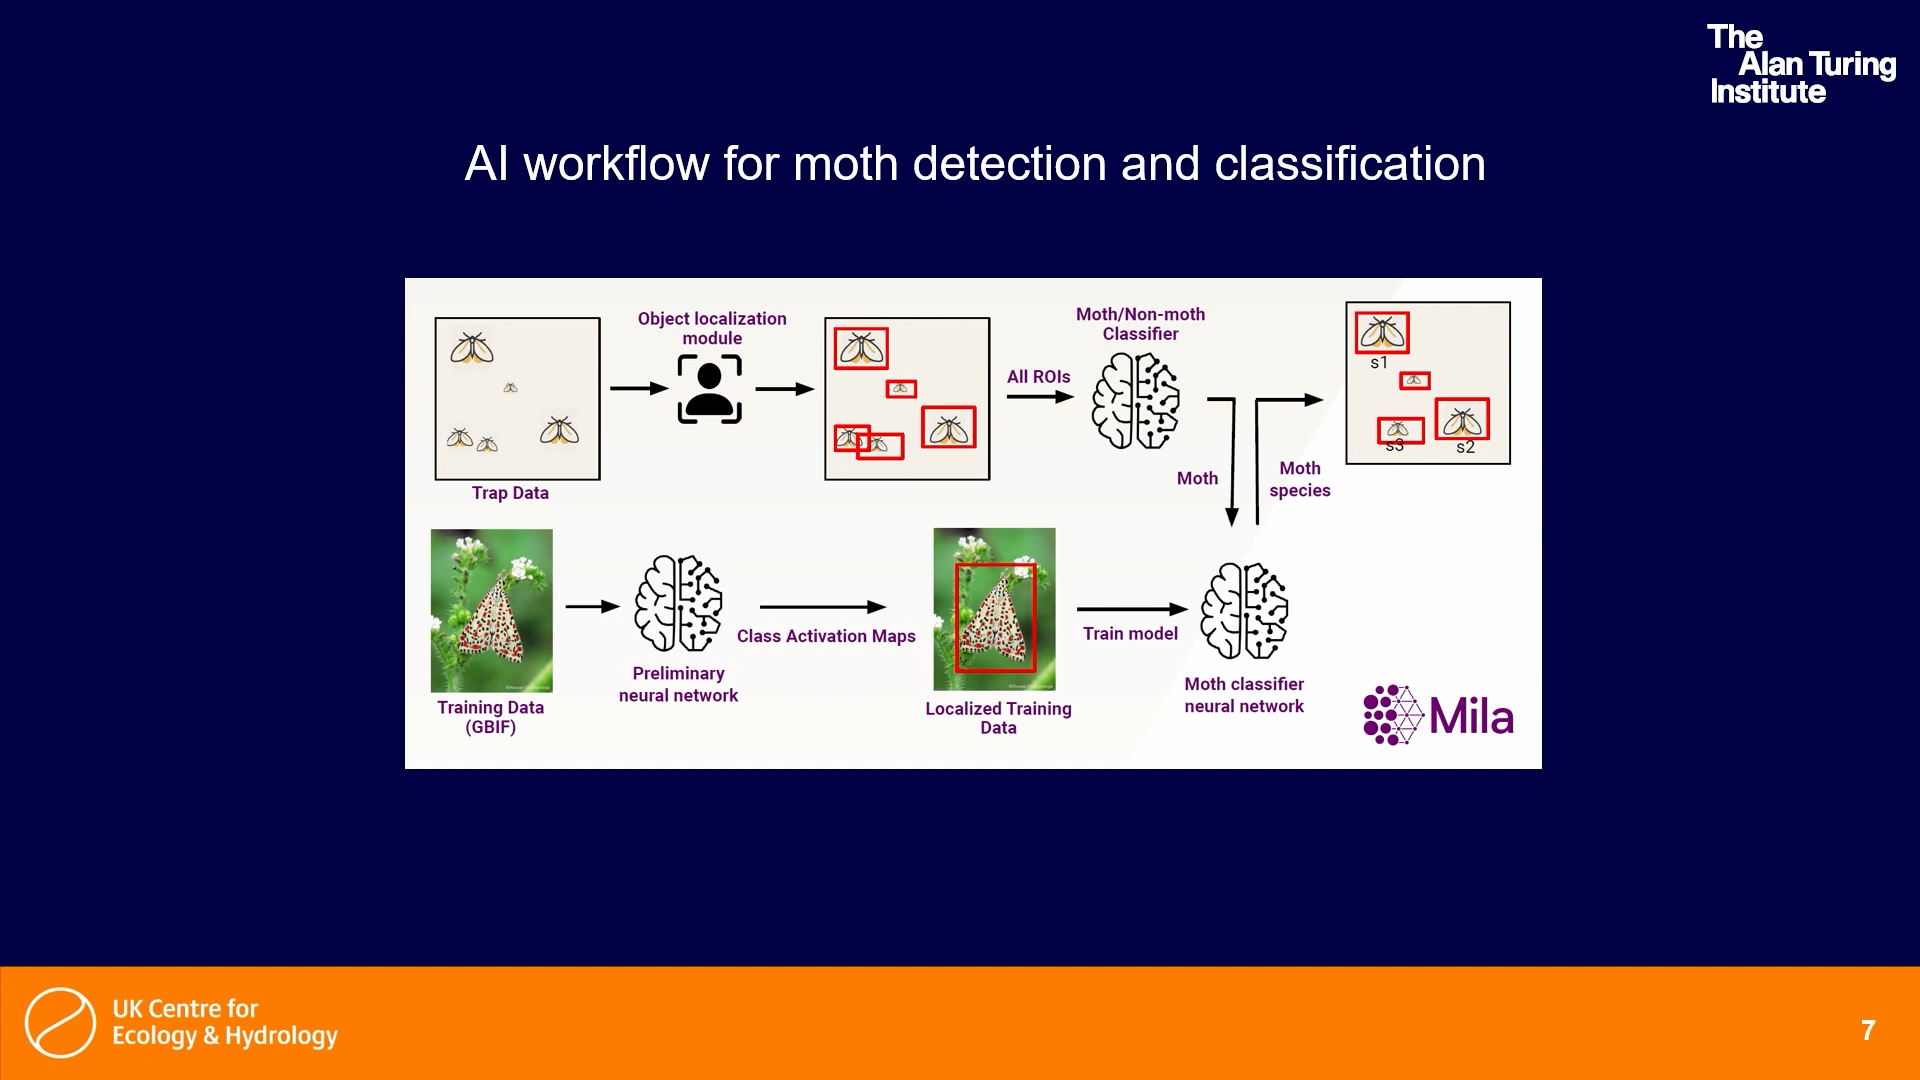 The
Alan Turing
Institute
AI workflow for moth detection and classification
Object localization
module
Moth/Non-moth
Classifier
All ROIs
s1
s3
s2
Moth
Moth
species
Trap Data
Class Activation Maps
Train model
Preliminary
neural network
Training Data
(GBIF)
Localized Training
Data
Moth classifier
neural network
Mila
UK Centre for
Ecology & Hydrology
7